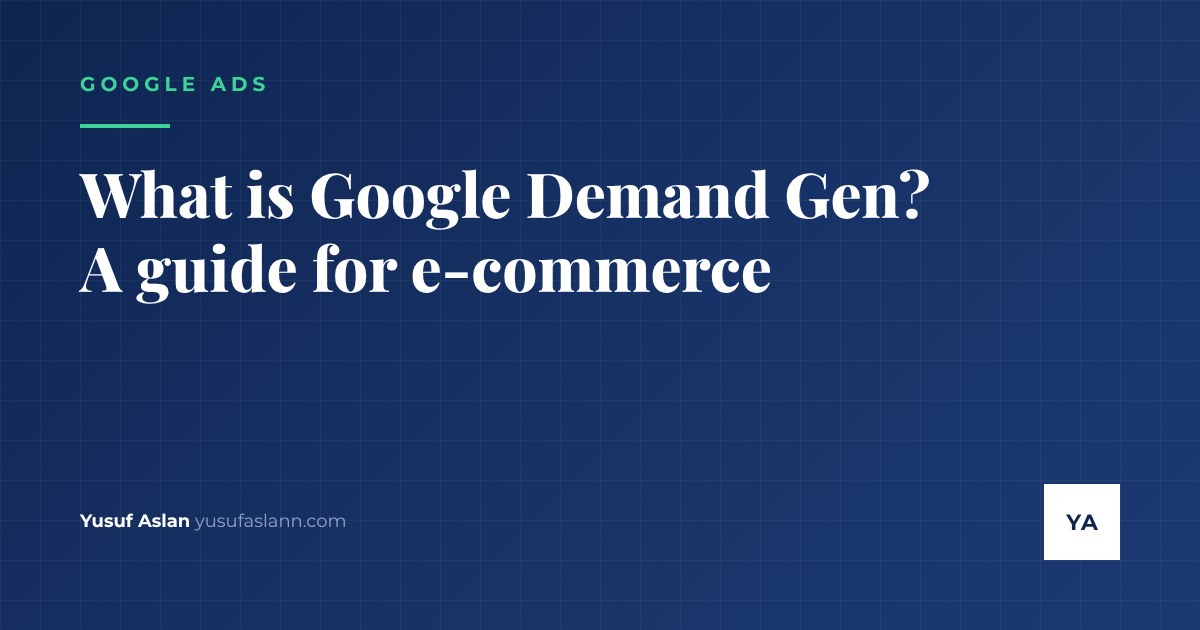 GOOGLE ADS
What is Google Demand Gen?
A guide for e-commerce
Yusuf Aslan yusufaslann.com
YA